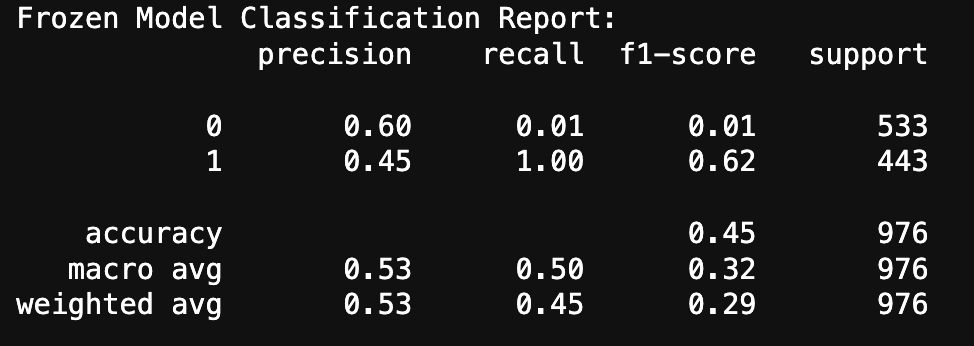 Frozen Model Classification Report:
precision recall f1-score support
0 0.60 0.01 0.01 533
1 0.45 1.00 0.62 443
accuracy 0.45 976
macro avg 0.53 0.50 0.32 976
weighted avg 0.53 0.45 0.29 976